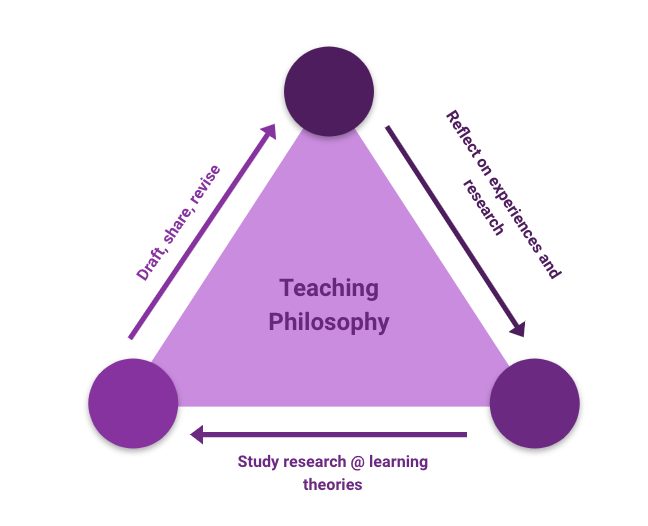 Draft, share, revise
Reflect on experiences and
research
Teaching
Philosophy
Study research @ learning
theories